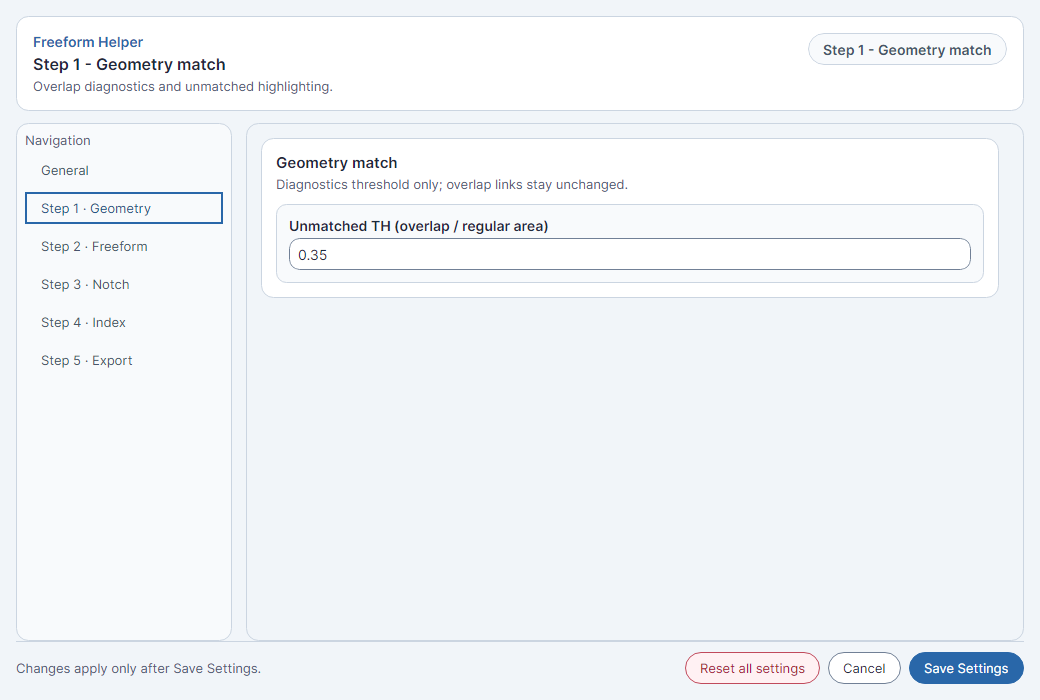 Freeform Helper
Step 1 - Geometry match
Overlap diagnostics and unmatched highlighting.
Step 1 - Geometry match
Navigation
General
Step 1 · Geometry
Step 2 · Freeform
Step 3 · Notch
Step 4 · Index
Step 5 · Export
Geometry match
Diagnostics threshold only; overlap links stay unchanged.
Unmatched TH (overlap / regular area)
0.35
Changes apply only after Save Settings.
Reset all settings
Cancel
Save Settings